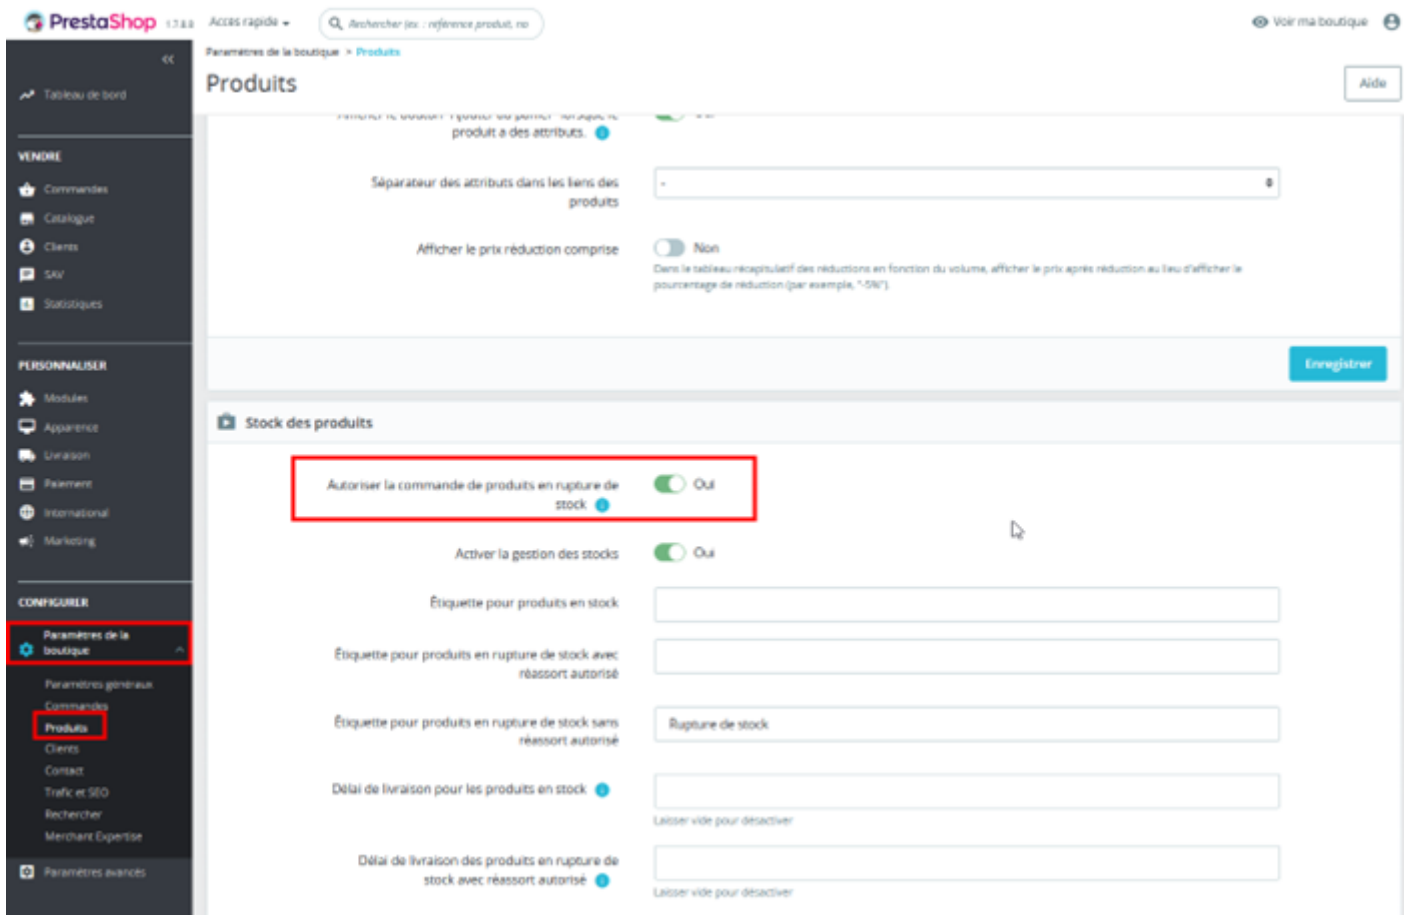 PrestaShop 1.7.8.0
Accès rapide
Rechercher (ex. : référence produit, no
Voir ma boutique
Paramètres de la boutique > Produits
Produits
Aide
Tableau de bord
VENDRE
Commandes
Catalogue
Clients
SAV
Statistiques
PERSONNALISER
Modules
Apparence
Livraison
Paiement
International
Marketing
CONFIGURER
Paramètres de la
boutique
Paramètres généraux
Commandes
Produits
Clients
Contact
Trafic et SEO
Rechercher
Merchant Expertise
Paramètres avancés
produit a des attributs.
Séparateur des attributs dans les liens des
produits
-
Afficher le prix réduction comprise
Non
Dans le tableau récapitulatif des réductions en fonction du volume, afficher le prix après réduction au lieu d'afficher le
pourcentage de réduction (par exemple, "-5%").
Enregistrer
Stock des produits
Autoriser la commande de produits en rupture de
stock
Oui
Activer la gestion des stocks
Oui
Étiquette pour produits en stock
Étiquette pour produits en rupture de stock avec
réassort autorisé
Étiquette pour produits en rupture de stock sans
réassort autorisé
Rupture de stock
Délai de livraison pour les produits en stock
Laisser vide pour désactiver
Délai de livraison des produits en rupture de
stock avec réassort autorisé
Laisser vide pour désactiver